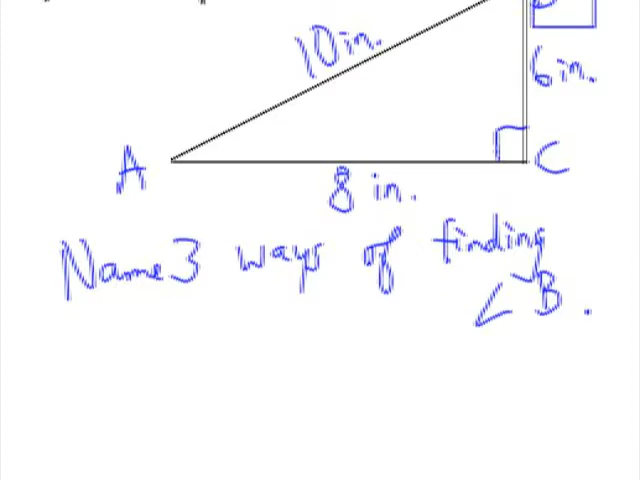 10in.
6in.
A
C
8 in.
Name 3 ways of finding
∠B.